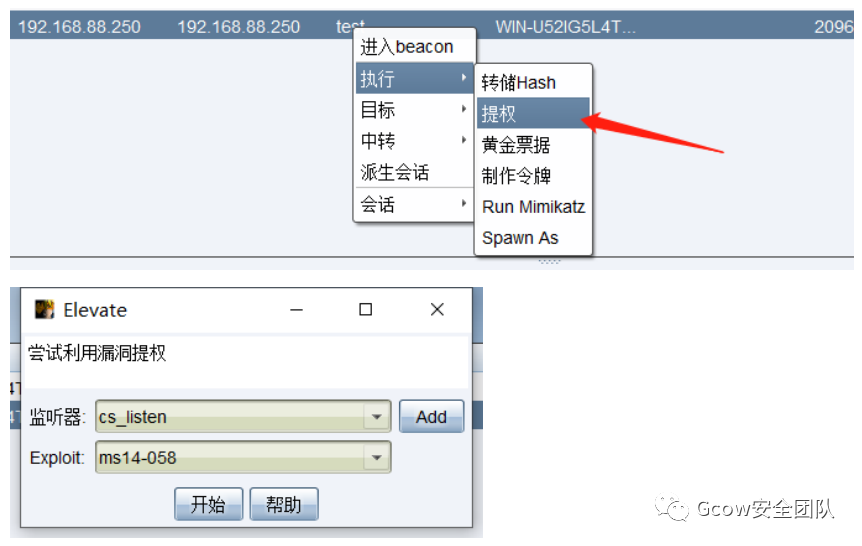 192.168.88.250 192.168.88.250 test WIN-U52IG5L4T... 2096
进入beacon
执行
目标
中转
派生会话
会话
转储Hash
提权
黄金票据
制作令牌
Run Mimikatz
Spawn As
Elevate
尝试利用漏洞提权
监听器: cs_listen Add
Exploit: ms14-058
开始 帮助
Gcow安全团队